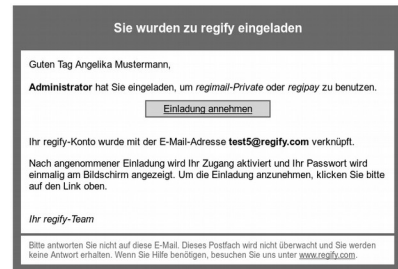 Sie wurden zu regify eingeladen
Guten Tag Angelika Mustermann,
Administrator hat Sie eingeladen, um regimail-Private oder regipay zu benutzen.
Einladung annehmen
Ihr regify-Konto wurde mit der E-Mail-Adresse test5@regify.com verknüpft.
Nach angenommener Einladung wird Ihr Zugang aktiviert und Ihr Passwort wird
einmalig am Bildschirm angezeigt. Um die Einladung anzunehmen, klicken Sie bitte
auf den Link oben.
Ihr regify-Team
Bitte antworten Sie nicht auf diese E-Mail. Dieses Postfach wird nicht überwacht und Sie werden
keine Antwort erhalten. Wenn Sie Hilfe benötigen, besuchen Sie uns unter www.regify.com.